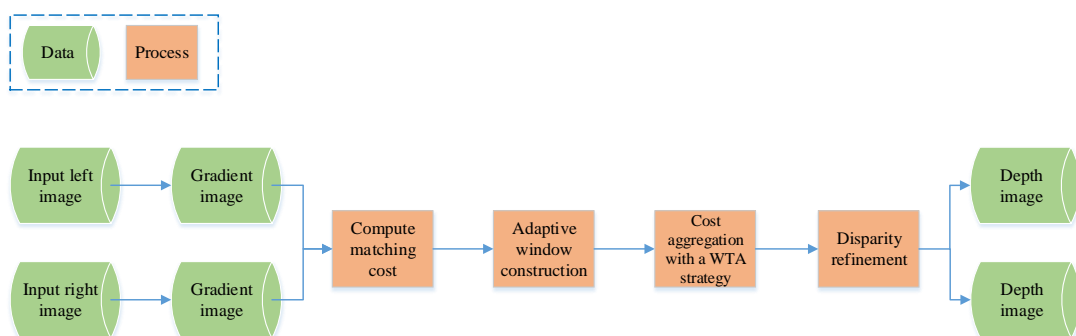 Data
Process
Input left
image
Gradient
image
Input right
image
Gradient
image
Compute
matching
cost
Adaptive
window
construction
Cost
aggregation
with a WTA
strategy
Disparity
refinement
Depth
image
Depth
image